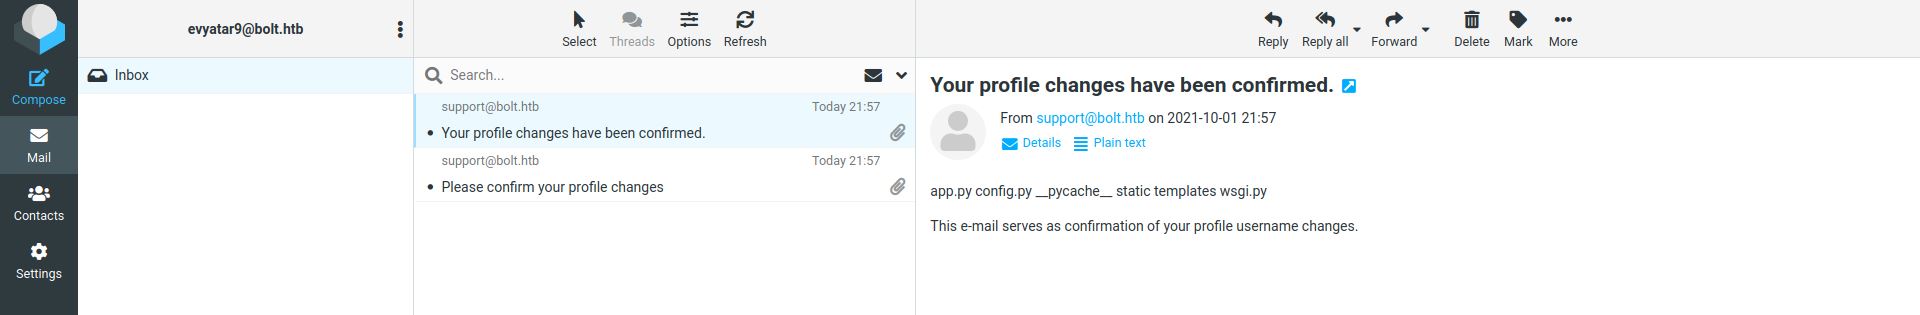 evyatar9@bolt.htb
Compose
Mail
Contacts
Settings
Inbox
Select
Threads
Options
Refresh
Search...
support@bolt.htb Today 21:57
• Your profile changes have been confirmed.
support@bolt.htb Today 21:57
• Please confirm your profile changes
Reply
Reply all
Forward
Delete
Mark
More
Your profile changes have been confirmed.
From support@bolt.htb on 2021-10-01 21:57
Details
Plain text
app.py config.py __pycache__ static templates wsgi.py
This e-mail serves as confirmation of your profile username changes.